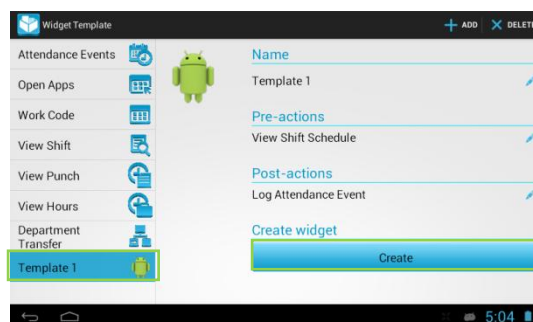 Widget Template
ADD
DELETE
Attendance Events
Open Apps
Work Code
View Shift
View Punch
View Hours
Department
Transfer
Template 1
Name
Template 1
Pre-actions
View Shift Schedule
Post-actions
Log Attendance Event
Create widget
Create
5:04